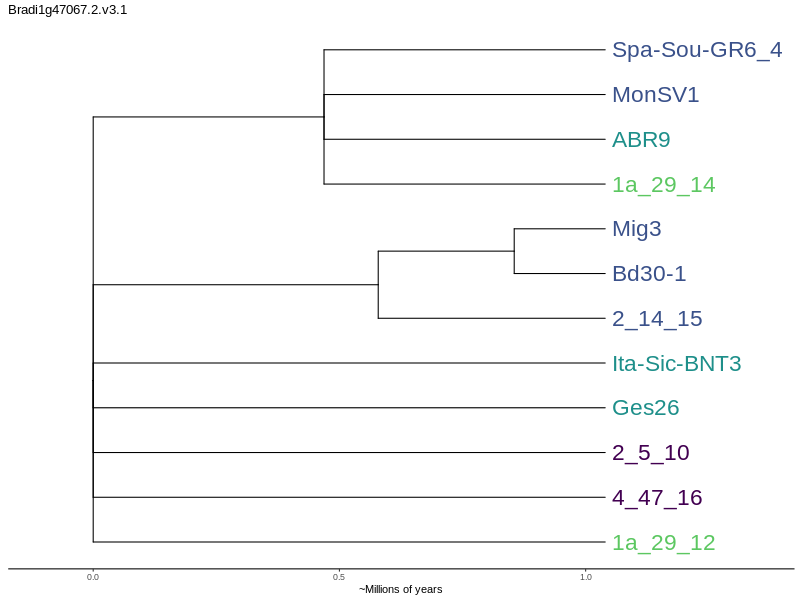 Bradi1g47067.2.v3.1
Spa-Sou-GR6_4
MonSV1
ABR9
1a_29_14
Mig3
Bd30-1
2_14_15
Ita-Sic-BNT3
Ges26
2_5_10
4_47_16
1a_29_12
0.0 0.5 1.0
~Millions of years